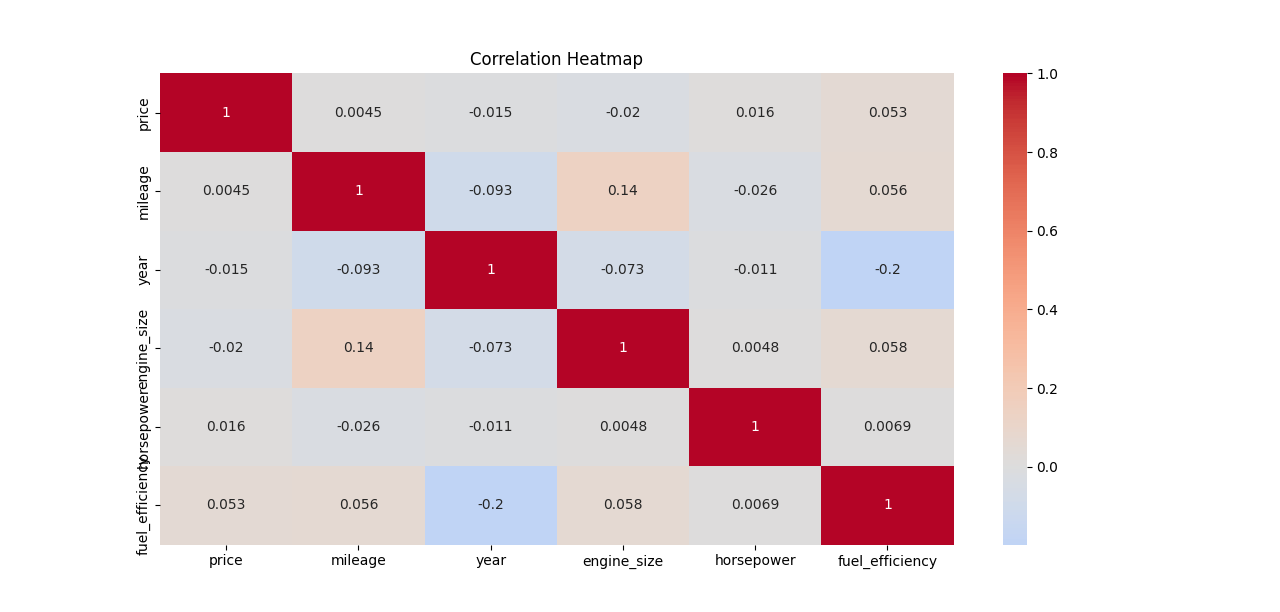 Correlation Heatmap
price 1 0.0045 -0.015 -0.02 0.016 0.053
mileage 0.0045 1 -0.093 0.14 -0.026 0.056
year -0.015 -0.093 1 -0.073 -0.011 -0.2
engine_size -0.02 0.14 -0.073 1 0.0048 0.058
horsepower 0.016 -0.026 -0.011 0.0048 1 0.0069
fuel_efficiency 0.053 0.056 -0.2 0.058 0.0069 1
price mileage year engine_size horsepower fuel_efficiency
1.0
0.8
0.6
0.4
0.2
0.0